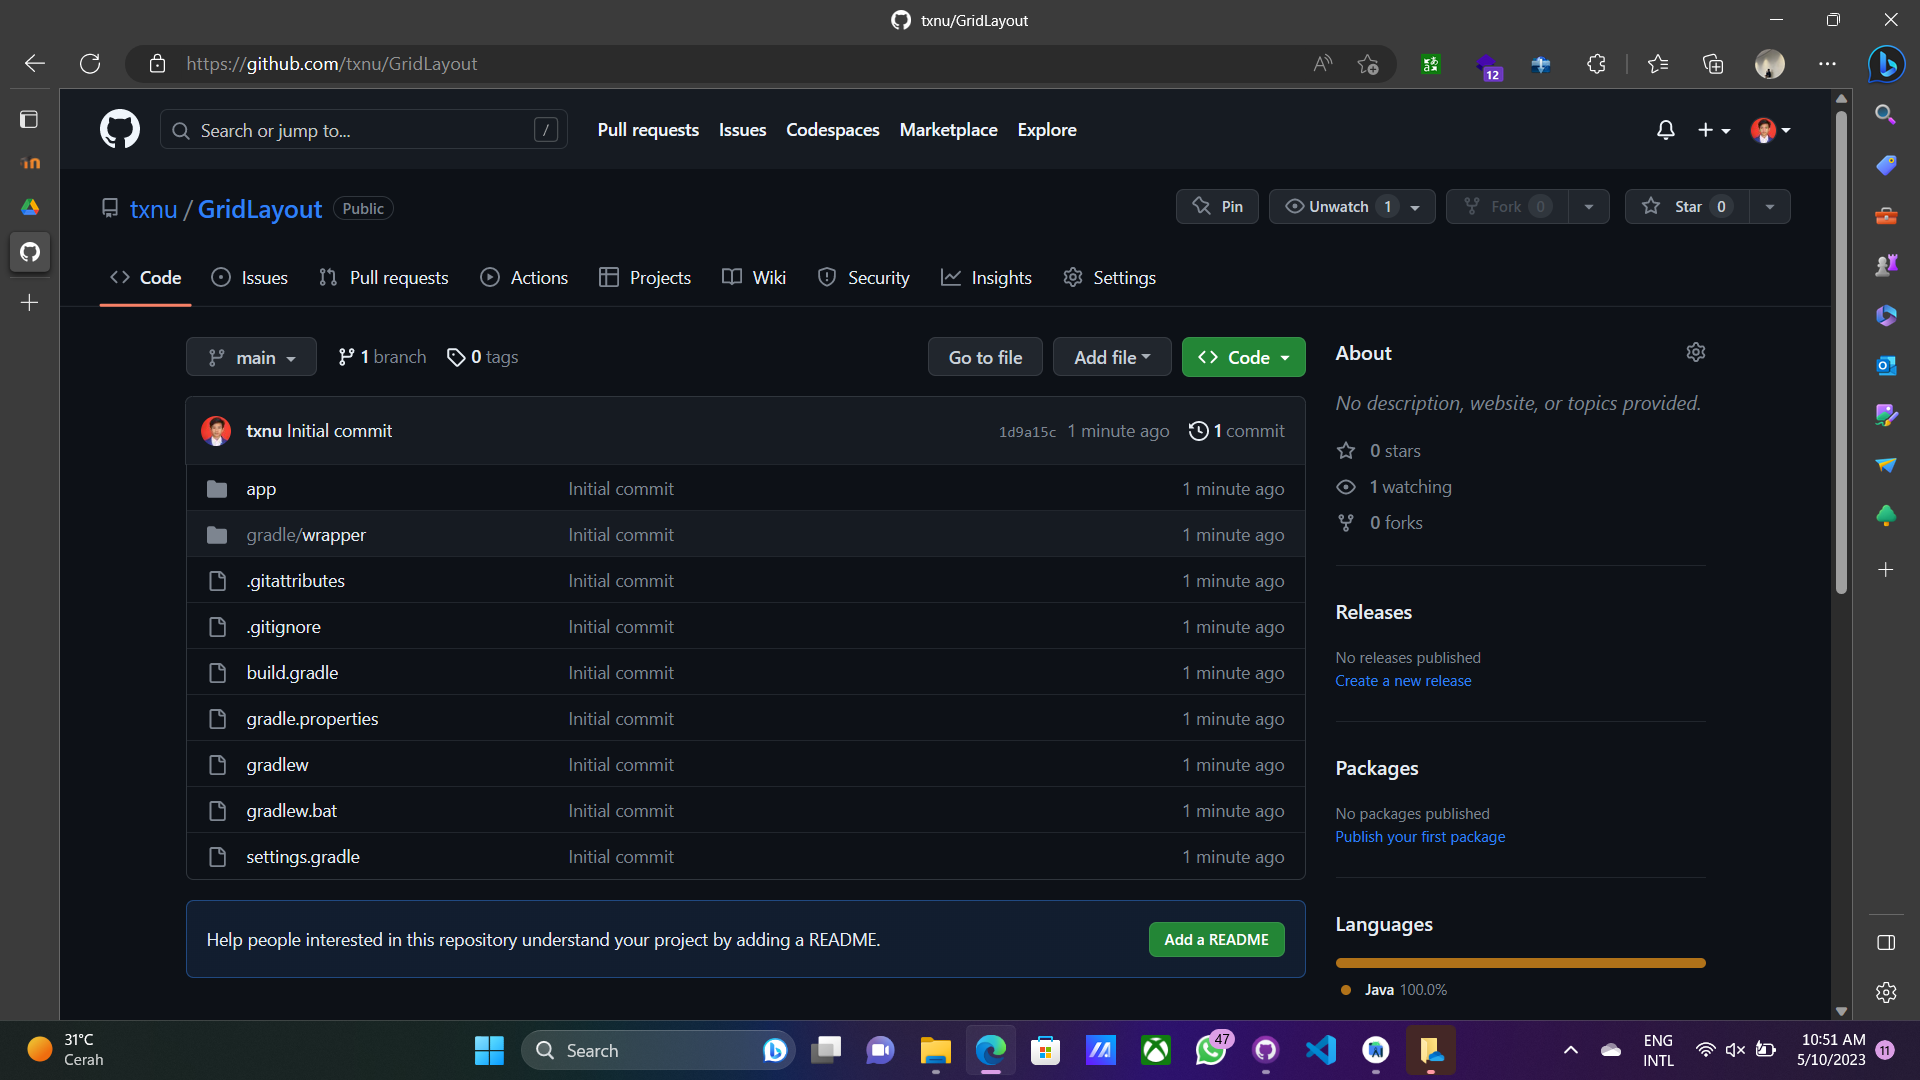 txnu/GridLayout
https://github.com/txnu/GridLayout
12
Search or jump to... /
Pull requests Issues Codespaces Marketplace Explore
txnu / GridLayout Public
Pin Unwatch 1 Fork 0 Star 0
Code Issues Pull requests Actions Projects Wiki Security Insights Settings
main 1 branch 0 tags Go to file Add file Code
txnu Initial commit 1d9a15c 1 minute ago 1 commit
app Initial commit 1 minute ago
gradle/wrapper Initial commit 1 minute ago
.gitattributes Initial commit 1 minute ago
.gitignore Initial commit 1 minute ago
build.gradle Initial commit 1 minute ago
gradle.properties Initial commit 1 minute ago
gradlew Initial commit 1 minute ago
gradlew.bat Initial commit 1 minute ago
settings.gradle Initial commit 1 minute ago
Help people interested in this repository understand your project by adding a README. Add a README
About
No description, website, or topics provided.
0 stars
1 watching
0 forks
Releases
No releases published
Create a new release
Packages
No packages published
Publish your first package
Languages
Java 100.0%
31°C
Cerah
Search
47
ENG
INTL
10:51 AM
5/10/2023
11